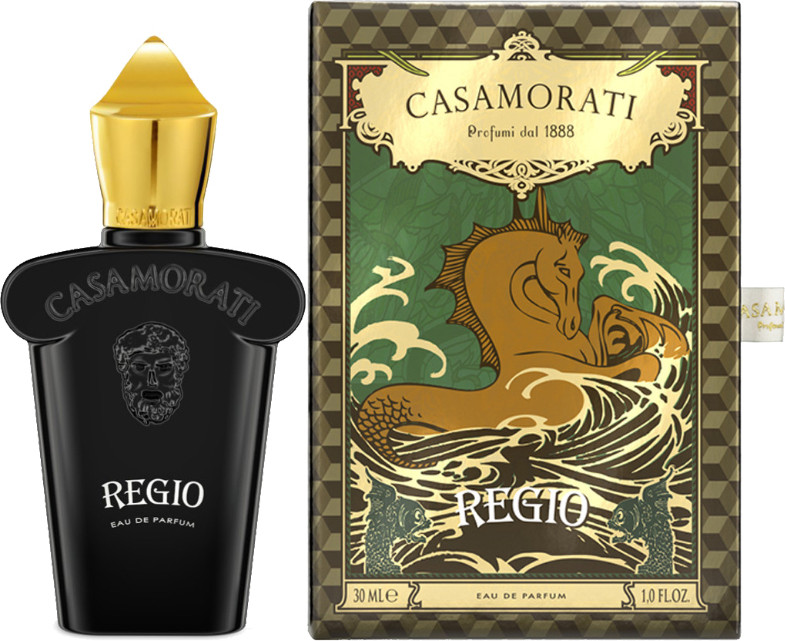 CASAMORATI
CASAMORATI
REGIO
EAU DE PARFUM
CASAMORATI
Profumi dal 1888
REGIO
30 ML℮
EAU DE PARFUM
1,0 FL.OZ.